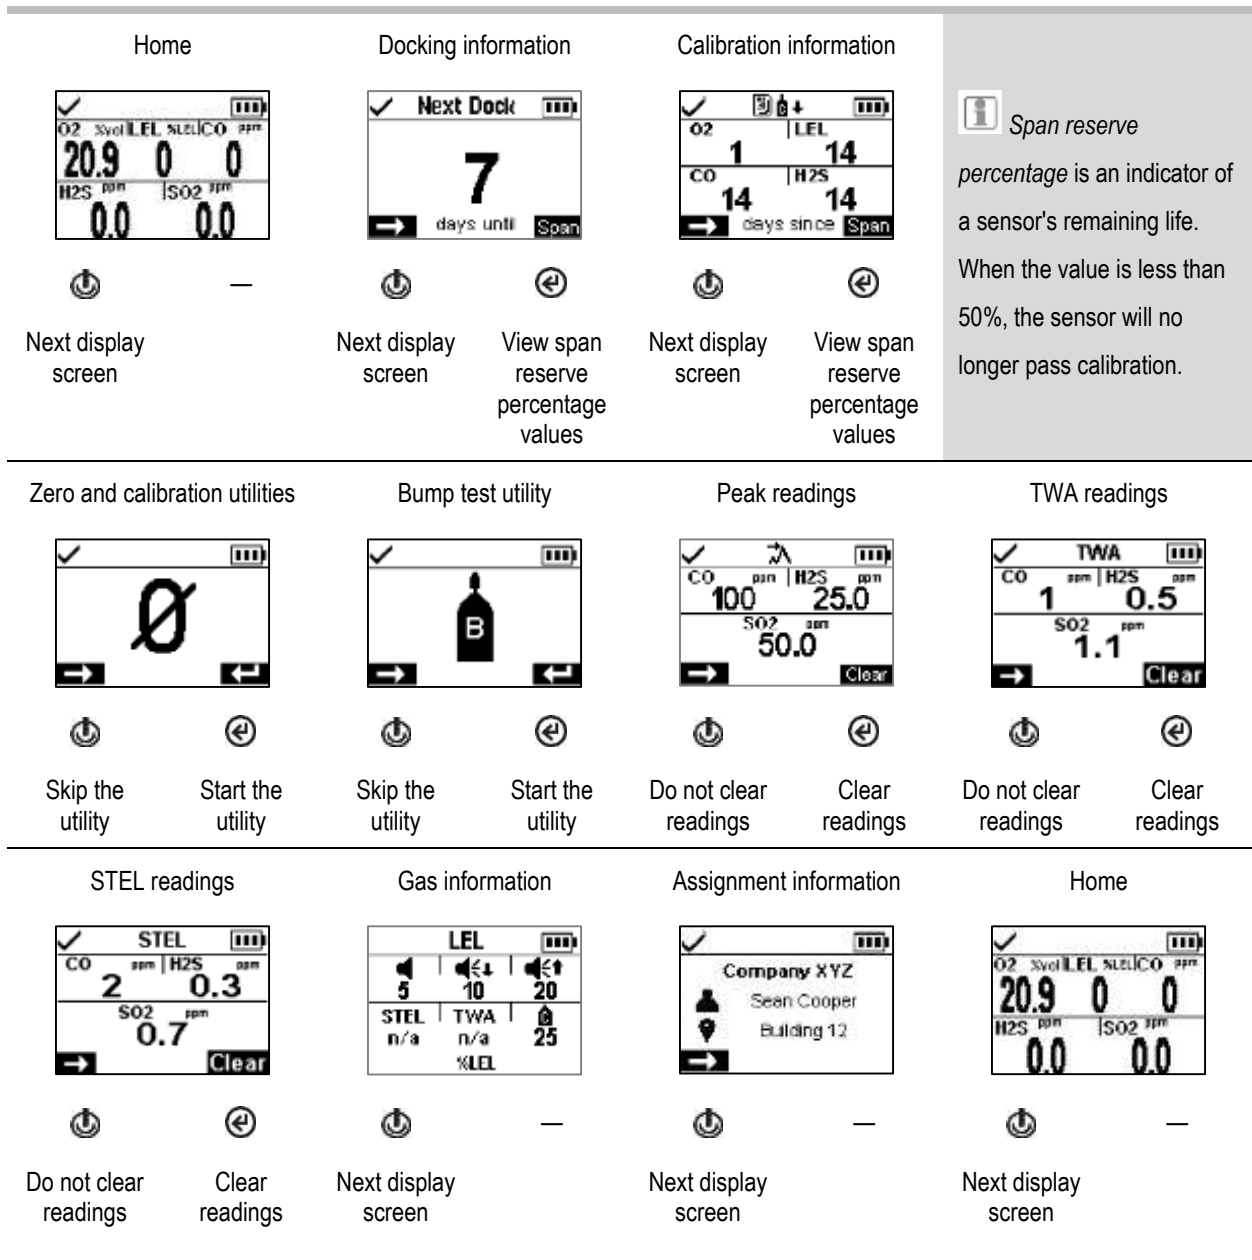 Home
Docking information
Calibration information
O2 %vol LEL %LEL CO ppm
20.9 0 0
H2S ppm SO2 ppm
0.0 0.0
Next Dock
7
days until Span
O2 LEL
1 14
CO H2S
14 14
days since Span
Span reserve
percentage is an indicator of
a sensor's remaining life.
When the value is less than
50%, the sensor will no
longer pass calibration.
—
Next display
screen
Next display
screen
View span
reserve
percentage
values
Next display
screen
View span
reserve
percentage
values
Zero and calibration utilities
Bump test utility
Peak readings
TWA readings
0
B
CO ppm H2S ppm
100 25.0
SO2 ppm
50.0
Clear
TWA
CO ppm H2S ppm
1 0.5
SO2 ppm
1.1
Clear
Skip the
utility
Start the
utility
Skip the
utility
Start the
utility
Do not clear
readings
Clear
readings
Do not clear
readings
Clear
readings
STEL readings
Gas information
Assignment information
Home
STEL
CO ppm H2S ppm
2 0.3
SO2 ppm
0.7
Clear
LEL
5 10 20
STEL TWA
n/a n/a 25
%LEL
Company XYZ
Sean Cooper
Building 12
O2 %vol LEL %LEL CO ppm
20.9 0 0
H2S ppm SO2 ppm
0.0 0.0
—
—
—
Do not clear
readings
Clear
readings
Next display
screen
Next display
screen
Next display
screen